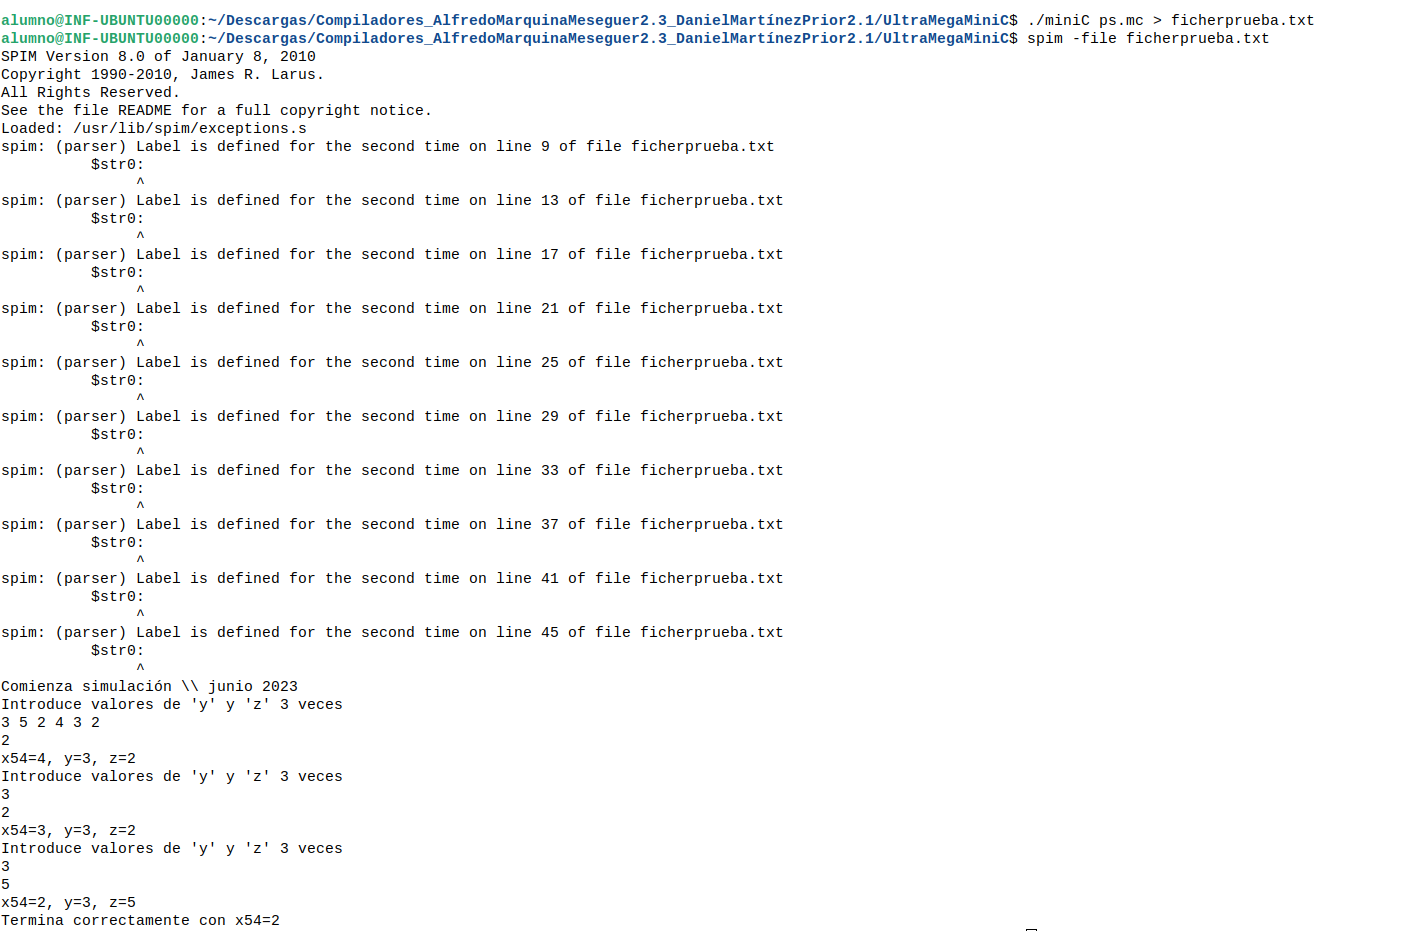 alumno@INF-UBUNTU00000:~/Descargas/Compiladores_AlfredoMarquinaMeseguer2.3_DanielMartínezPrior2.1/UltraMegaMiniC$ ./miniC ps.mc > ficherprueba.txt
alumno@INF-UBUNTU00000:~/Descargas/Compiladores_AlfredoMarquinaMeseguer2.3_DanielMartínezPrior2.1/UltraMegaMiniC$ spim -file ficherprueba.txt
SPIM Version 8.0 of January 8, 2010
Copyright 1990-2010, James R. Larus.
All Rights Reserved.
See the file README for a full copyright notice.
Loaded: /usr/lib/spim/exceptions.s
spim: (parser) Label is defined for the second time on line 9 of file ficherprueba.txt
          $str0:
               ^
spim: (parser) Label is defined for the second time on line 13 of file ficherprueba.txt
          $str0:
               ^
spim: (parser) Label is defined for the second time on line 17 of file ficherprueba.txt
          $str0:
               ^
spim: (parser) Label is defined for the second time on line 21 of file ficherprueba.txt
          $str0:
               ^
spim: (parser) Label is defined for the second time on line 25 of file ficherprueba.txt
          $str0:
               ^
spim: (parser) Label is defined for the second time on line 29 of file ficherprueba.txt
          $str0:
               ^
spim: (parser) Label is defined for the second time on line 33 of file ficherprueba.txt
          $str0:
               ^
spim: (parser) Label is defined for the second time on line 37 of file ficherprueba.txt
          $str0:
               ^
spim: (parser) Label is defined for the second time on line 41 of file ficherprueba.txt
          $str0:
               ^
spim: (parser) Label is defined for the second time on line 45 of file ficherprueba.txt
          $str0:
               ^
Comienza simulación \\ junio 2023
Introduce valores de 'y' y 'z' 3 veces
3 5 2 4 3 2
2
x54=4, y=3, z=2
Introduce valores de 'y' y 'z' 3 veces
3
2
x54=3, y=3, z=2
Introduce valores de 'y' y 'z' 3 veces
3
5
x54=2, y=3, z=5
Termina correctamente con x54=2